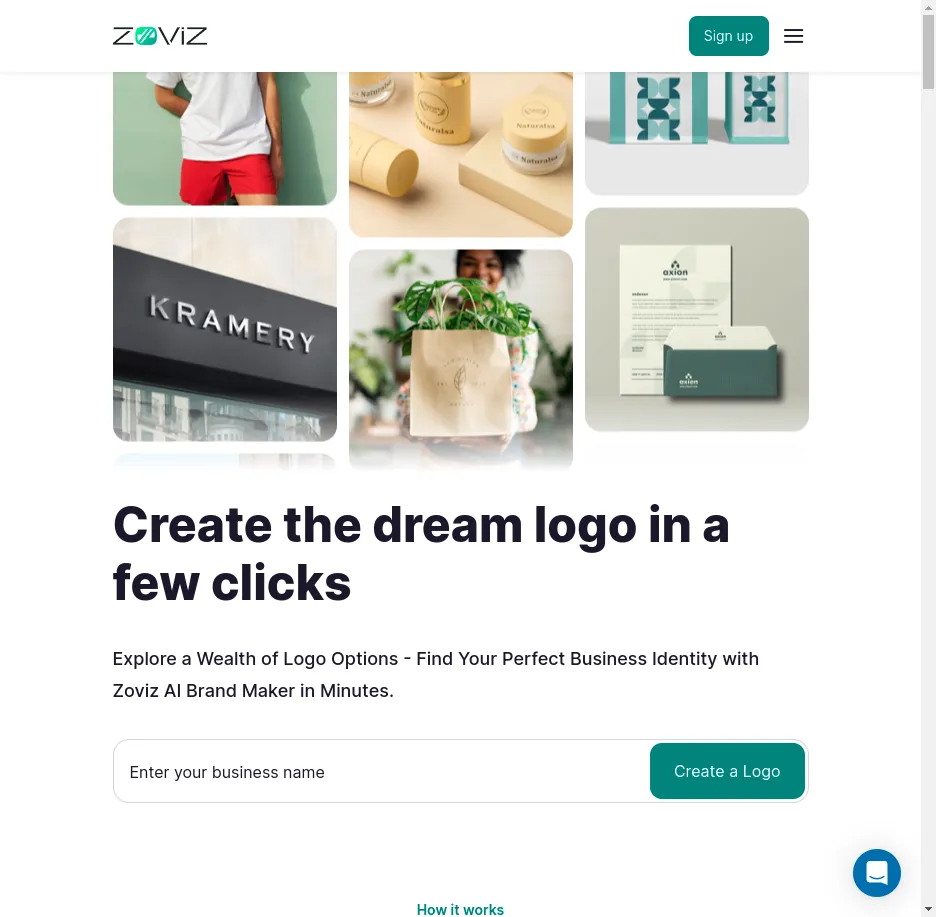 ZOVIZ
Sign up
Naturalsa
Naturalsa
Naturalsa
KRAMERY
axion
axion
axion
Create the dream logo in a
few clicks
Explore a Wealth of Logo Options - Find Your Perfect Business Identity with
Zoviz AI Brand Maker in Minutes.
Enter your business name
Create a Logo
How it works